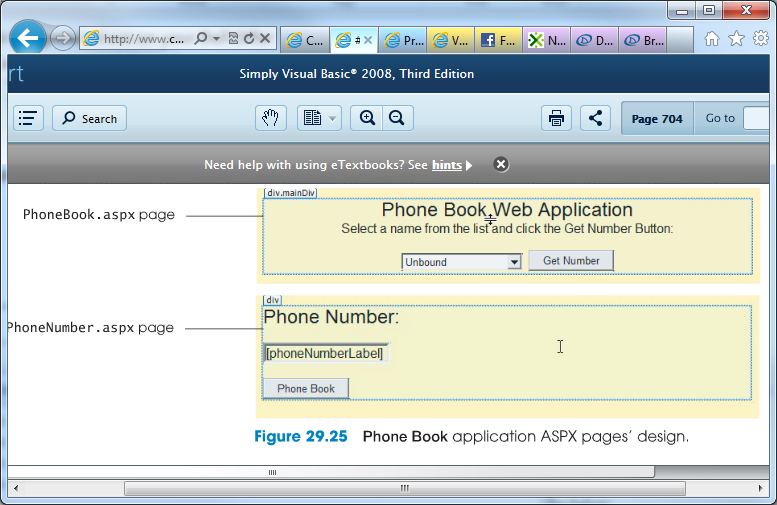 http://www.c...
C...
Pr...
V...
F...
N...
D...
Br...
rt
Simply Visual Basic® 2008, Third Edition
Search
Page 704
Go to
Need help with using eTextbooks? See hints
div.mainDiv
PhoneBook.aspx page
Phone Book Web Application
Select a name from the list and click the Get Number Button:
Unbound
Get Number
div
PhoneNumber.aspx page
Phone Number:
[phoneNumberLabel]
Phone Book
Figure 29.25 Phone Book application ASPX pages' design.